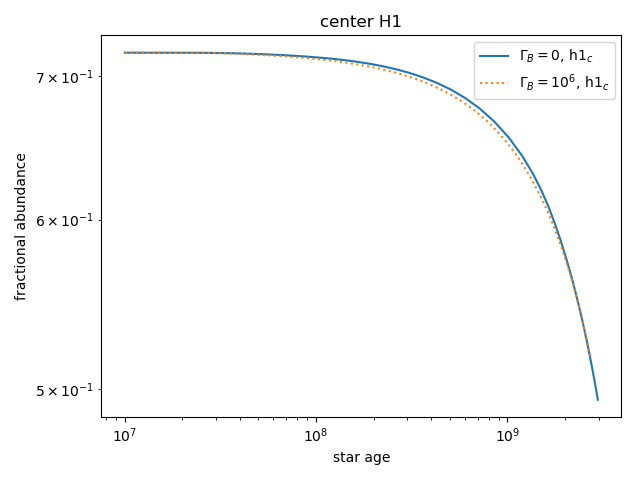 center H1
Γ_B = 0, h1_c
Γ_B = 10^6, h1_c
7 × 10^−1
6 × 10^−1
5 × 10^−1
fractional abundance
10^7
10^8
10^9
star age